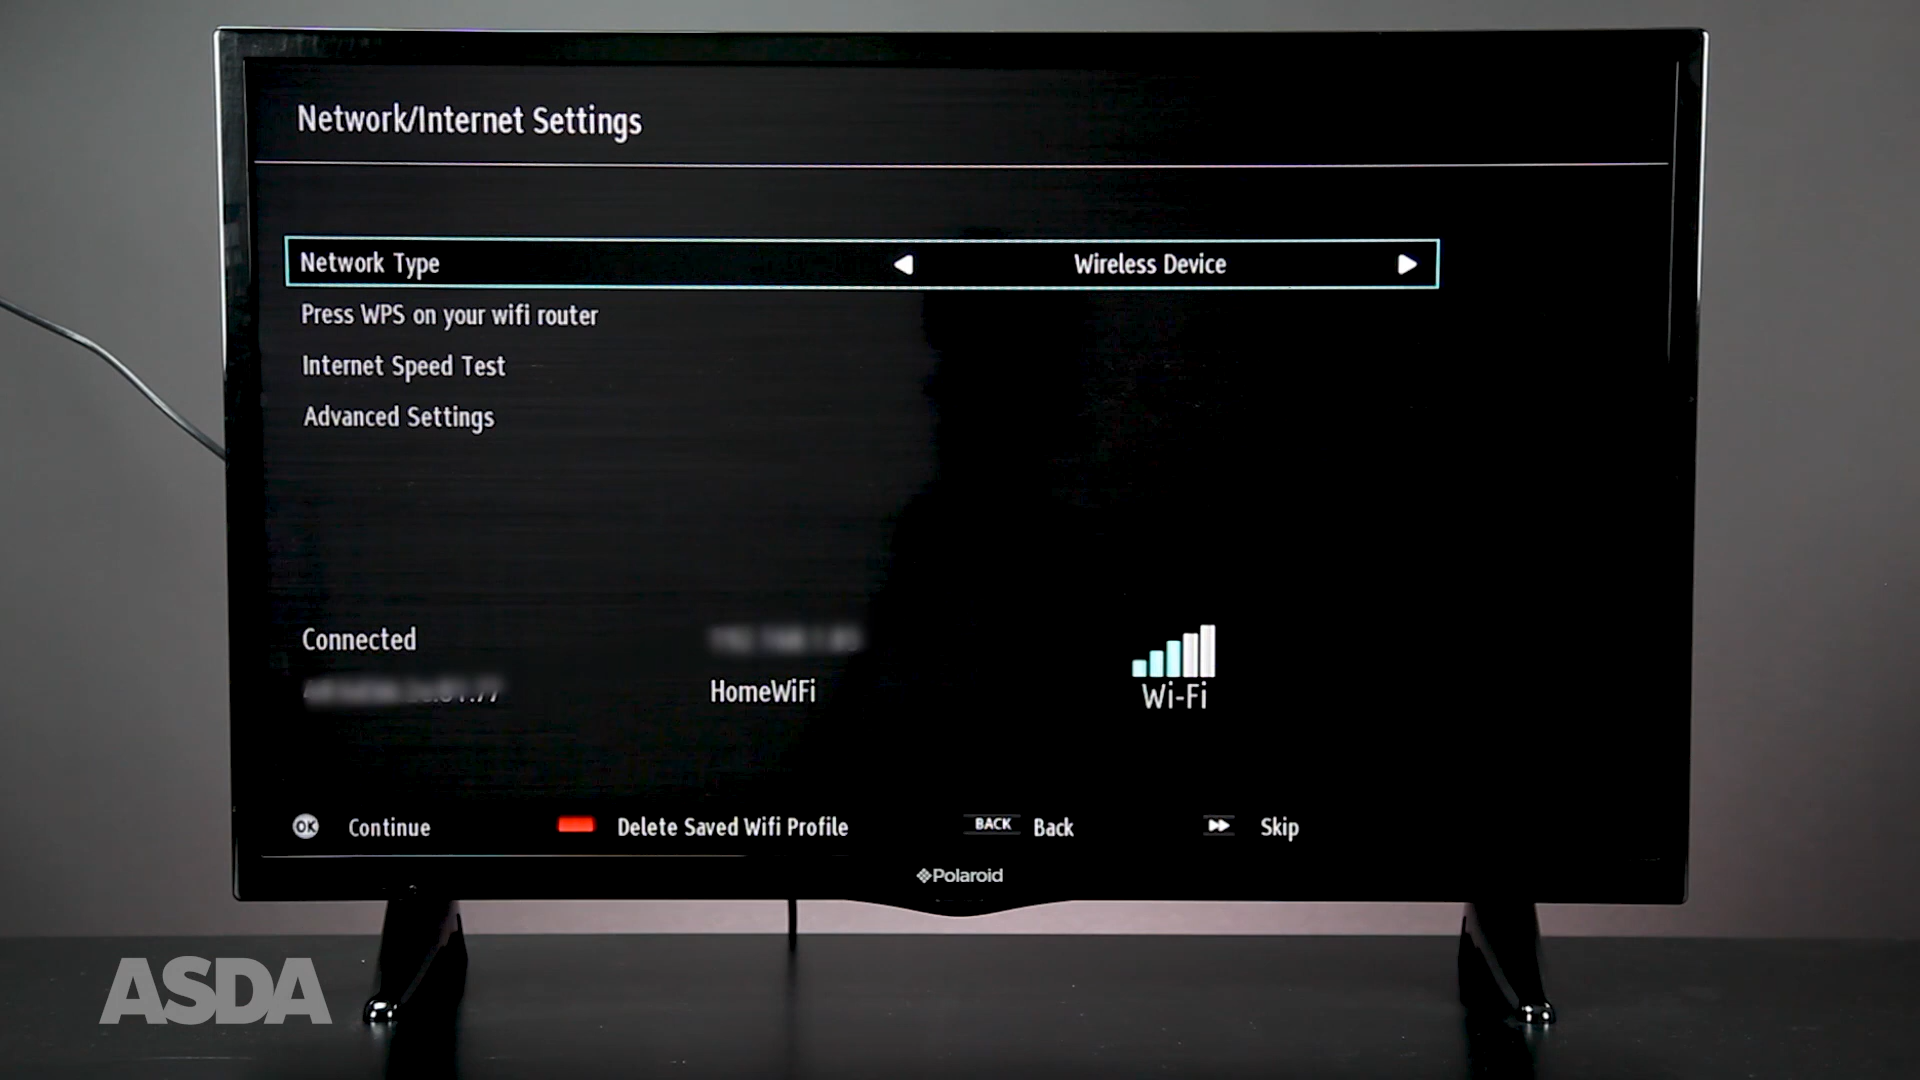 Network/Internet Settings
Network Type Wireless Device
Press WPS on your wifi router
Internet Speed Test
Advanced Settings
Connected
HomeWiFi
Wi-Fi
OK Continue Delete Saved Wifi Profile BACK Back Skip
Polaroid
ASDA